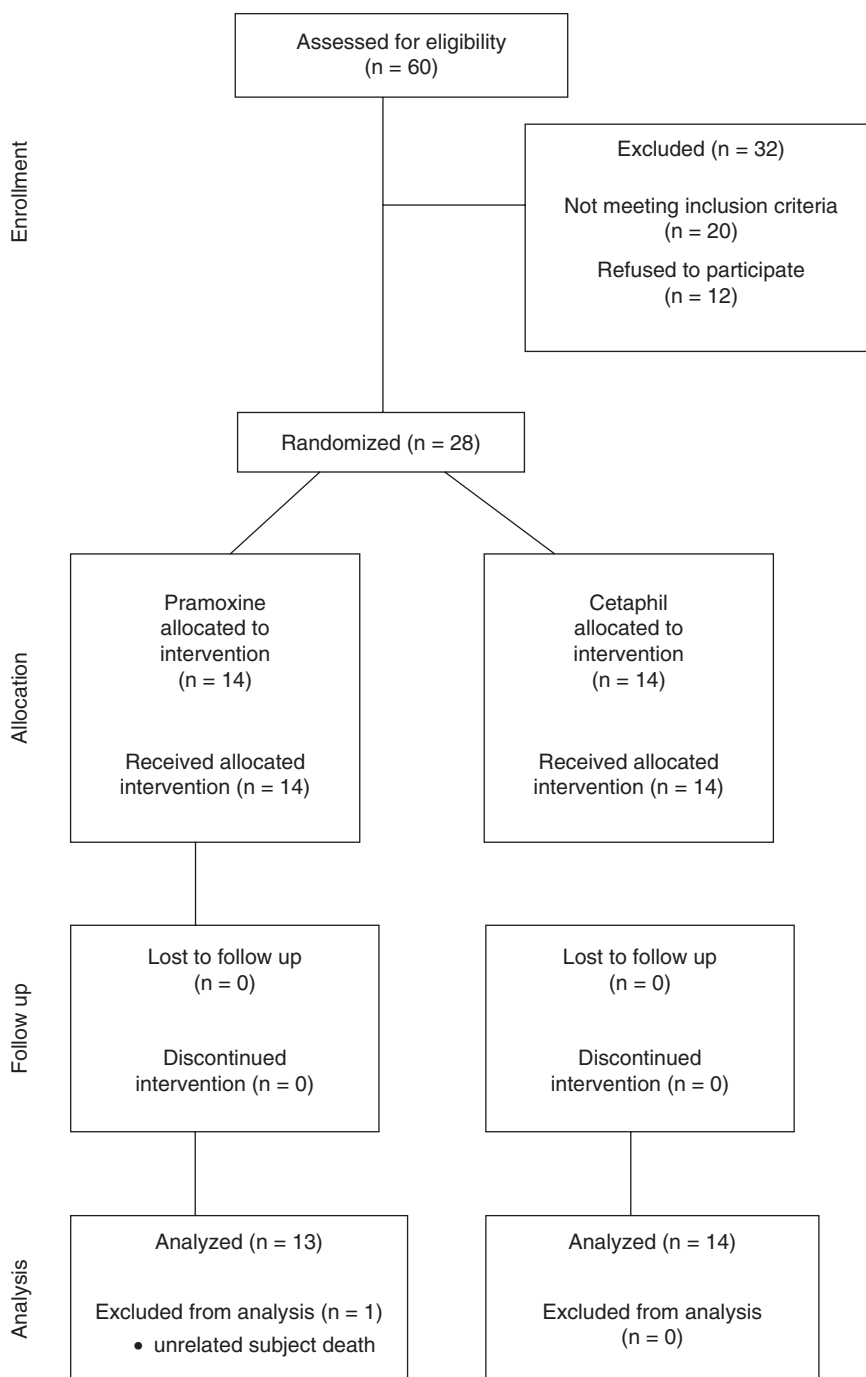 Enrollment
Assessed for eligibility
(n = 60)
Excluded (n = 32)
Not meeting inclusion criteria
(n = 20)
Refused to participate
(n = 12)
Randomized (n = 28)
Allocation
Pramoxine
allocated to
intervention
(n = 14)
Received allocated
intervention (n = 14)
Cetaphil
allocated to
intervention
(n = 14)
Received allocated
intervention (n = 14)
Follow up
Lost to follow up
(n = 0)
Discontinued
intervention (n = 0)
Lost to follow up
(n = 0)
Discontinued
intervention (n = 0)
Analysis
Analyzed (n = 13)
Excluded from analysis (n = 1)
• unrelated subject death
Analyzed (n = 14)
Excluded from analysis
(n = 0)